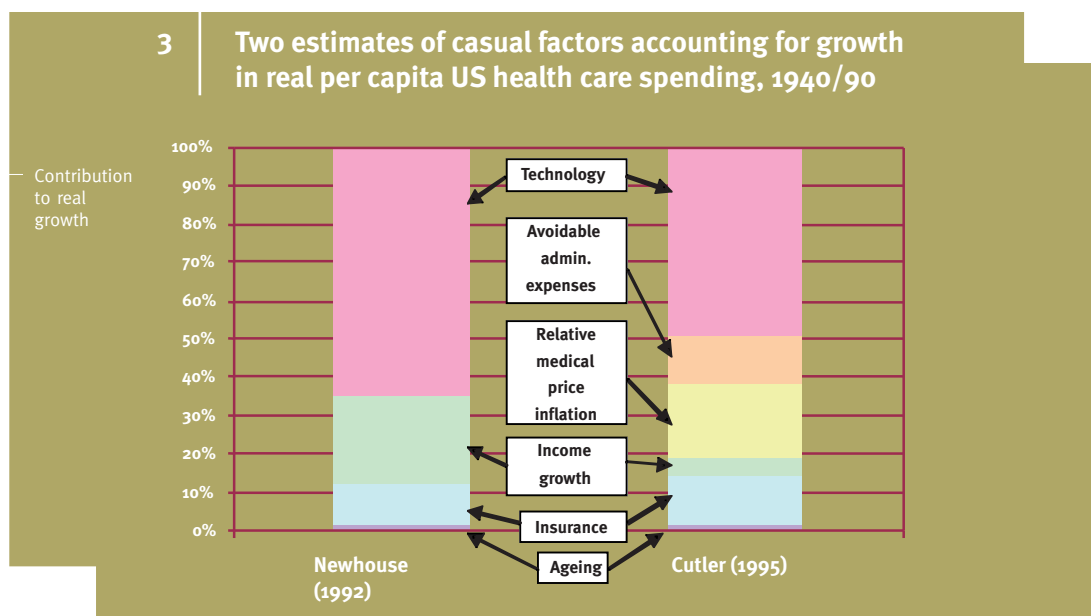 3
Two estimates of casual factors accounting for growth
in real per capita US health care spending, 1940/90
Contribution
to real
growth
100%
90%
80%
70%
60%
50%
40%
30%
20%
10%
0%
Technology
Avoidable
admin.
expenses
Relative
medical
price
inflation
Income
growth
Insurance
Ageing
Newhouse
(1992)
Cutler (1995)